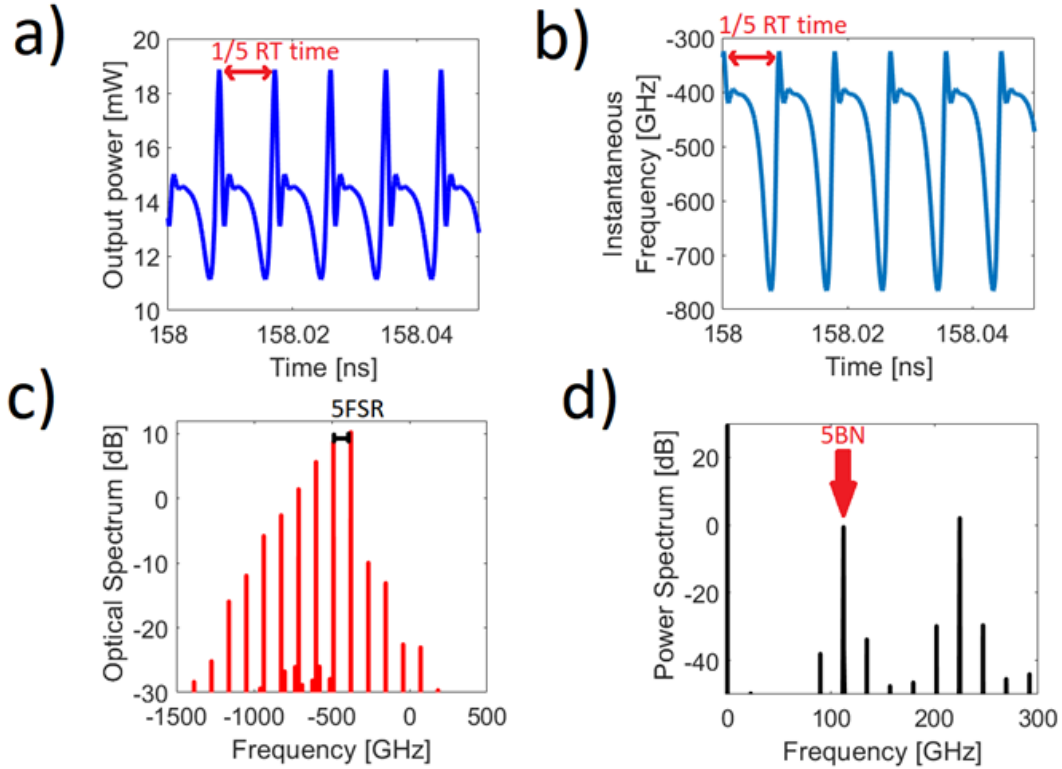 a)
20
18
16
14
12
10
Output power [mW]
1/5 RT time
158
158.02
158.04
Time [ns]
b)
-300
-400
-500
-600
-700
-800
Instantaneous
Frequency [GHz]
1/5 RT time
158
158.02
158.04
Time [ns]
c)
10
0
-10
-20
-30
Optical Spectrum [dB]
5FSR
-1500
-1000
-500
0
500
Frequency [GHz]
d)
20
0
-20
-40
Power Spectrum [dB]
5BN
0
100
200
300
Frequency [GHz]